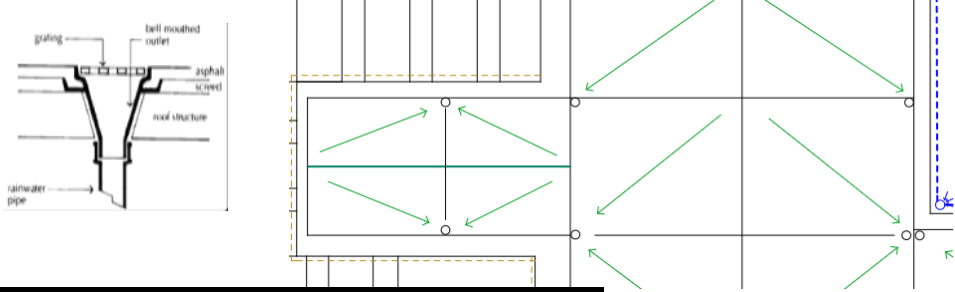 bell mouthed
grating
outlet
asphalt
screed
roof structure
rainwater
pipe